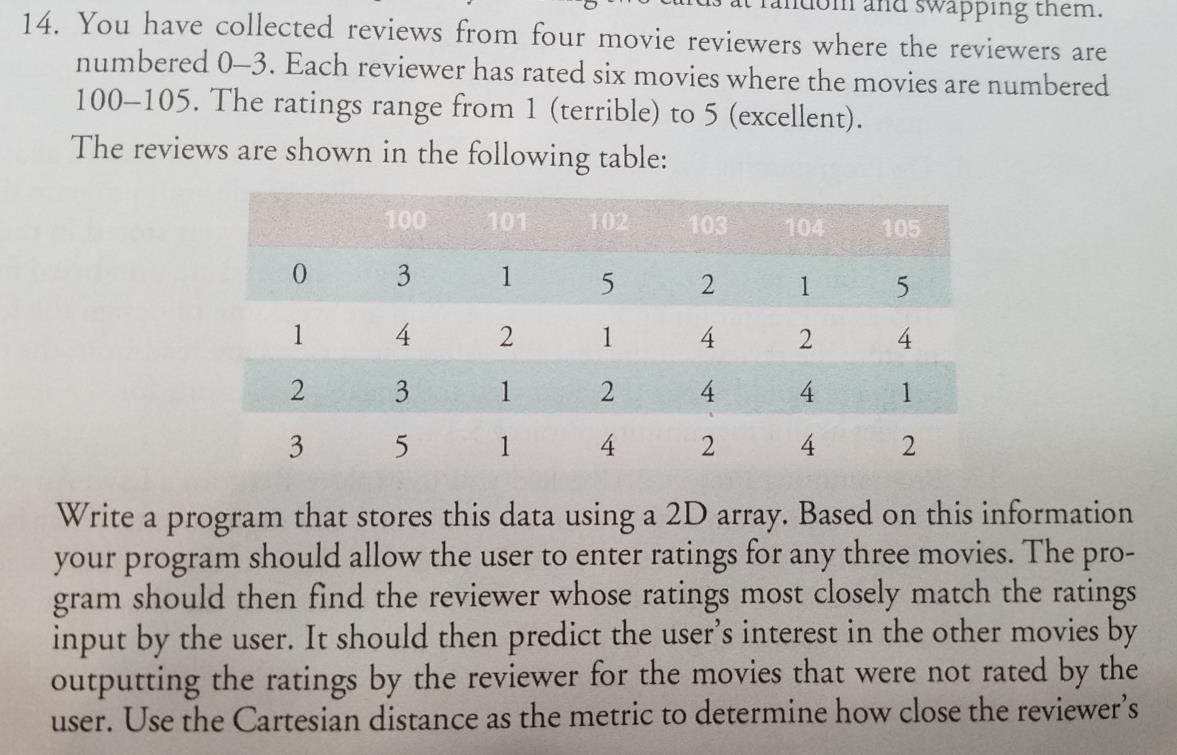 cards at random and swapping them.
14. You have collected reviews from four movie reviewers where the reviewers are
numbered 0–3. Each reviewer has rated six movies where the movies are numbered
100–105. The ratings range from 1 (terrible) to 5 (excellent).
The reviews are shown in the following table:
100 101 102 103 104 105
0 3 1 5 2 1 5
1 4 2 1 4 2 4
2 3 1 2 4 4 1
3 5 1 4 2 4 2
Write a program that stores this data using a 2D array. Based on this information
your program should allow the user to enter ratings for any three movies. The pro-
gram should then find the reviewer whose ratings most closely match the ratings
input by the user. It should then predict the user's interest in the other movies by
outputting the ratings by the reviewer for the movies that were not rated by the
user. Use the Cartesian distance as the metric to determine how close the reviewer's